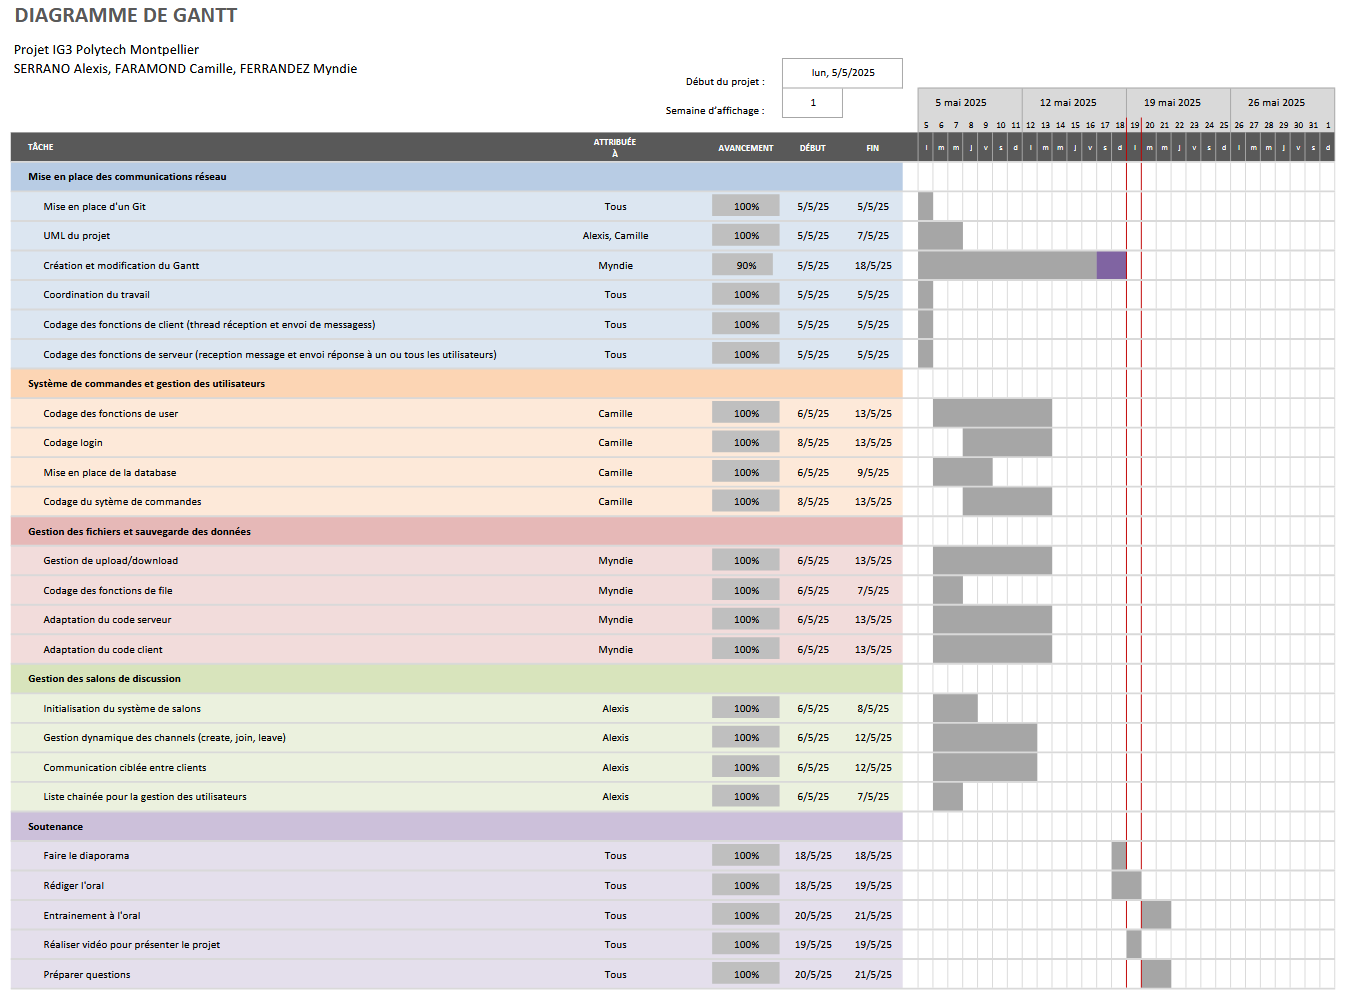 DIAGRAMME DE GANTT
Projet IG3 Polytech Montpellier
SERRANO Alexis, FARAMOND Camille, FERRANDEZ Myndie
Début du projet : lun, 5/5/2025
Semaine d'affichage : 1
5 mai 2025 12 mai 2025 19 mai 2025 26 mai 2025
5 6 7 8 9 10 11 12 13 14 15 16 17 18 19 20 21 22 23 24 25 26 27 28 29 30 31 1
TÂCHE ATTRIBUÉE À AVANCEMENT DÉBUT FIN l m m j v s d l m m j v s d l m m j v s d l m m j v s d
Mise en place des communications réseau
Mise en place d'un Git Tous 100% 5/5/25 5/5/25
UML du projet Alexis, Camille 100% 5/5/25 7/5/25
Création et modification du Gantt Myndie 90% 5/5/25 18/5/25
Coordination du travail Tous 100% 5/5/25 5/5/25
Codage des fonctions de client (thread réception et envoi de messagess) Tous 100% 5/5/25 5/5/25
Codage des fonctions de serveur (reception message et envoi réponse à un ou tous les utilisateurs) Tous 100% 5/5/25 5/5/25
Système de commandes et gestion des utilisateurs
Codage des fonctions de user Camille 100% 6/5/25 13/5/25
Codage login Camille 100% 8/5/25 13/5/25
Mise en place de la database Camille 100% 6/5/25 9/5/25
Codage du sytème de commandes Camille 100% 8/5/25 13/5/25
Gestion des fichiers et sauvegarde des données
Gestion de upload/download Myndie 100% 6/5/25 13/5/25
Codage des fonctions de file Myndie 100% 6/5/25 7/5/25
Adaptation du code serveur Myndie 100% 6/5/25 13/5/25
Adaptation du code client Myndie 100% 6/5/25 13/5/25
Gestion des salons de discussion
Initialisation du système de salons Alexis 100% 6/5/25 8/5/25
Gestion dynamique des channels (create, join, leave) Alexis 100% 6/5/25 12/5/25
Communication ciblée entre clients Alexis 100% 6/5/25 12/5/25
Liste chainée pour la gestion des utilisateurs Alexis 100% 6/5/25 7/5/25
Soutenance
Faire le diaporama Tous 100% 18/5/25 18/5/25
Rédiger l'oral Tous 100% 18/5/25 19/5/25
Entrainement à l'oral Tous 100% 20/5/25 21/5/25
Réaliser vidéo pour présenter le projet Tous 100% 19/5/25 19/5/25
Préparer questions Tous 100% 20/5/25 21/5/25